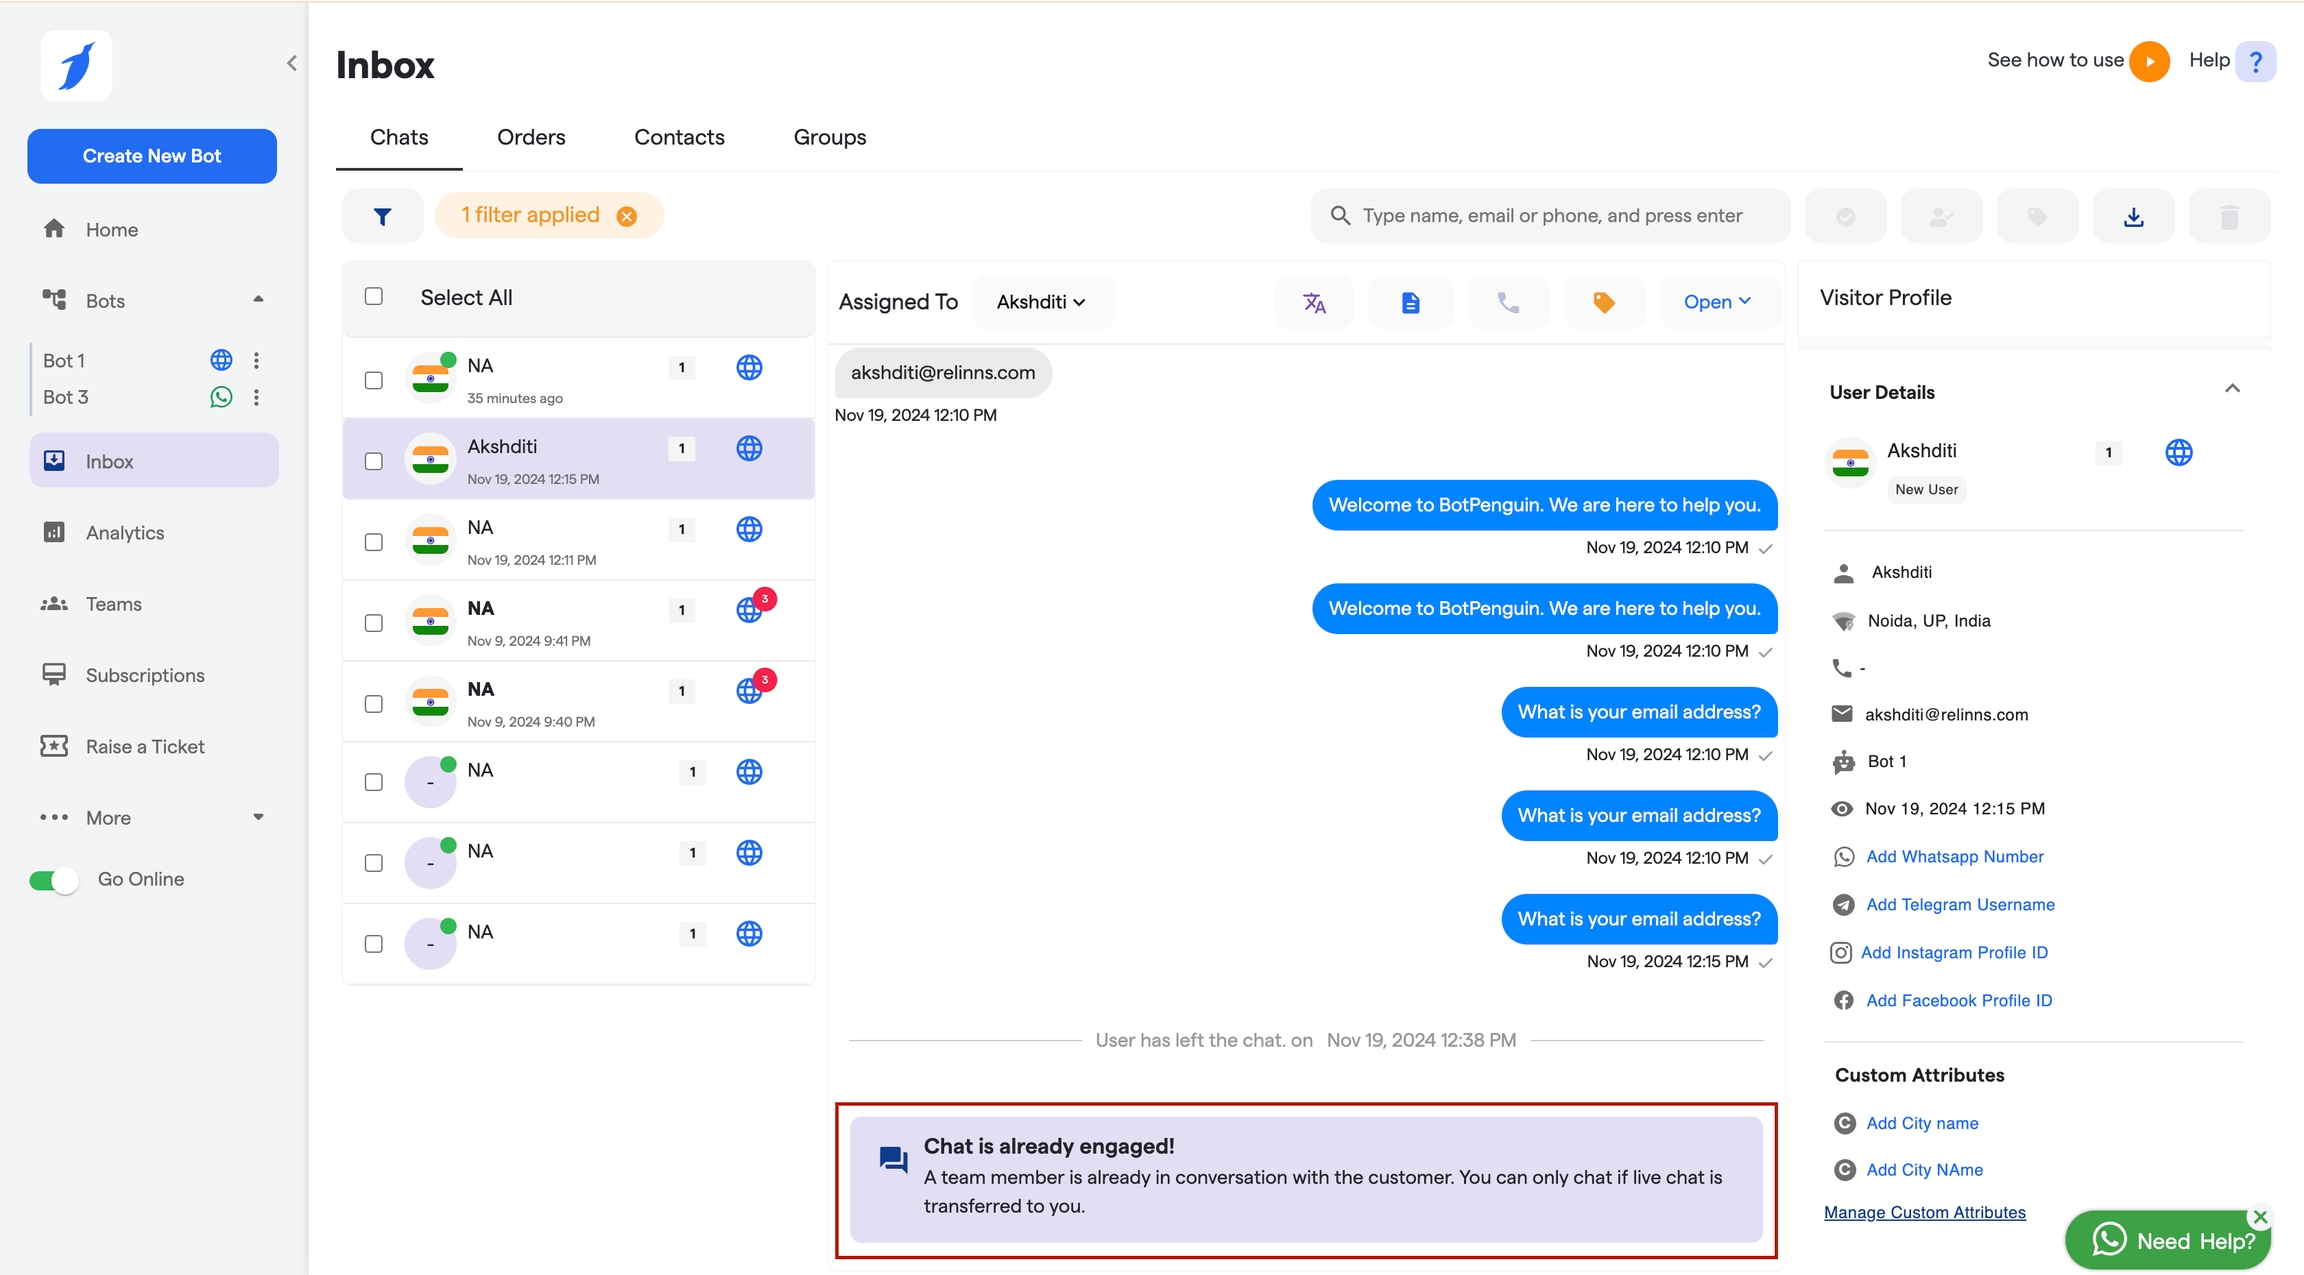 Inbox
See how to use
Help ?
Create New Bot
Home
Bots
Bot 1
Bot 3
Inbox
Analytics
Teams
Subscriptions
Raise a Ticket
More
Go Online
Chats
Orders
Contacts
Groups
1 filter applied
Type name, email or phone, and press enter
Select All
NA 1
35 minutes ago
Akshditi 1
Nov 19, 2024 12:15 PM
NA 1
Nov 19, 2024 12:11 PM
NA 1 3
Nov 9, 2024 9:41 PM
NA 1 3
Nov 9, 2024 9:40 PM
- NA 1
- NA 1
- NA 1
Assigned To Akshditi
Open
akshditi@relinns.com
Nov 19, 2024 12:10 PM
Welcome to BotPenguin. We are here to help you.
Nov 19, 2024 12:10 PM
Welcome to BotPenguin. We are here to help you.
Nov 19, 2024 12:10 PM
What is your email address?
Nov 19, 2024 12:10 PM
What is your email address?
Nov 19, 2024 12:10 PM
What is your email address?
Nov 19, 2024 12:15 PM
User has left the chat. on Nov 19, 2024 12:38 PM
Chat is already engaged!
A team member is already in conversation with the customer. You can only chat if live chat is
transferred to you.
Visitor Profile
User Details
Akshditi 1
New User
Akshditi
Noida, UP, India
-
akshditi@relinns.com
Bot 1
Nov 19, 2024 12:15 PM
Add Whatsapp Number
Add Telegram Username
Add Instagram Profile ID
Add Facebook Profile ID
Custom Attributes
C Add City name
C Add City NAme
Manage Custom Attributes
Need Help?